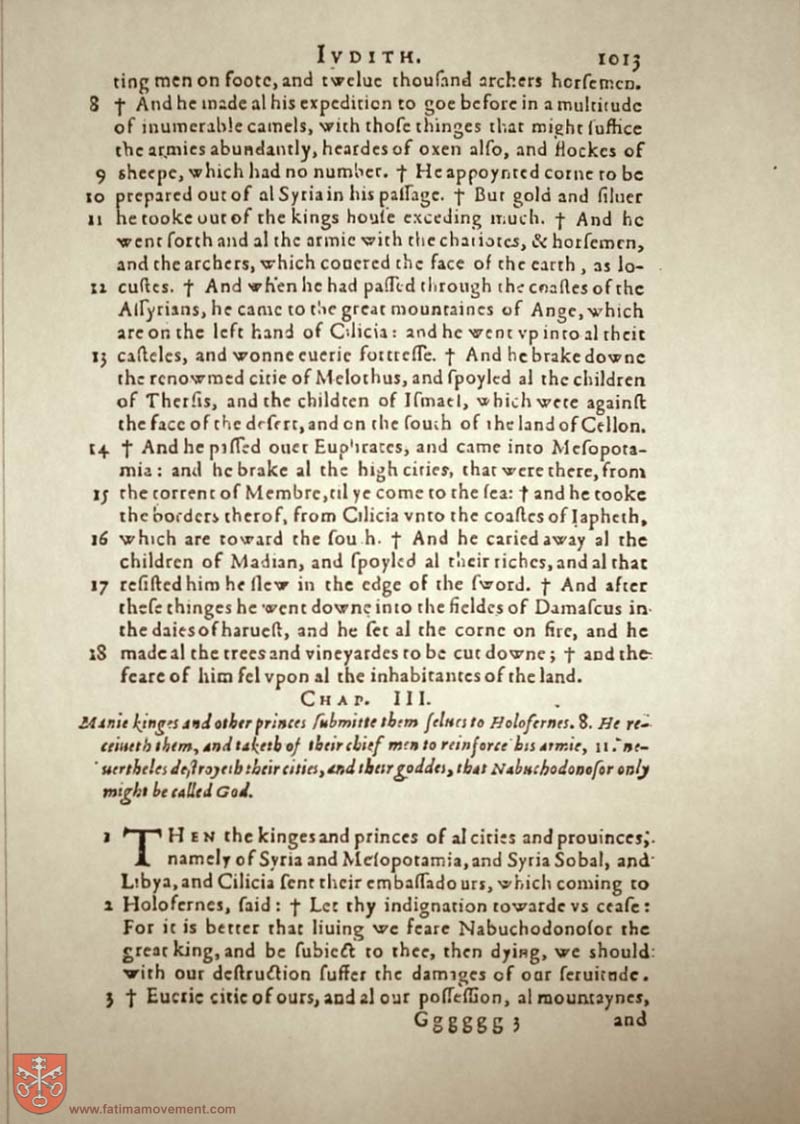 IVDITH. 1013
ting men on foote, and twelue thousand archers horsemen.
8 † And he made al his expedition to goe before in a multitude
of inumerable camels, with those thinges that might suffice
the armies abundantly, heardes of oxen also, and flockes of
9 sheepe, which had no number. † He appoynted corne to be
10 prepared out of al Syria in his passage. † But gold and siluer
11 he tooke out of the kings house exceding much. † And he
went forth and al the armie with the chariotes, & horsemen,
and the archers, which couered the face of the earth, as lo-
12 custes. † And when he had passed through the coastes of the
Assyrians, he came to the great mountaines of Ange, which
are on the left hand of Cilicia: and he went vp into al their
13 casteles, and wonne euerie fortresse. † And he brake downe
the renowmed citie of Melothus, and spoyled al the children
of Thersis, and the children of Ismael, which were against
the face of the desert, and on the south of the land of Cellon.
14 † And he passed ouer Euphrates, and came into Mesopota-
mia: and he brake al the high cities, that were there, from
15 the torrent of Membre, til ye come to the sea: † and he tooke
the borders therof, from Cilicia vnto the coastes of Iapheth,
16 which are toward the south. † And he caried away al the
children of Madian, and spoyled al their riches, and al that
17 resisted him he slew in the edge of the sword. † And after
these thinges he went downe into the fieldes of Damascus in
the daies of haruest, and he set al the corne on fire, and he
18 made al the trees and vineyardes to be cut downe; † and the
feare of him fel vpon al the inhabitantes of the land.
CHAP. III.
Manie kinges and other princes submitte them selues to Holofernes. 8. He re-
ceiueth them, and taketh of their chief men to reinforce his armie, 11. ne-
uertheles destroyeth their cities, and their goddes, that Nabuchodonosor only
might be called God.
1 THEN the kinges and princes of al cities and prouinces,
namely of Syria and Mesopotamia, and Syria Sobal, and
Libya, and Cilicia sent their embassadours, which coming to
2 Holofernes, said: † Let thy indignation towarde vs cease:
For it is better that liuing we feare Nabuchodonosor the
great king, and be subiect to thee, then dying, we should
with our destruction suffer the damages of our seruitude.
3 † Euerie citie of ours, and al our possession, al mountaynes,
Gggggg 3 and
www.fatimamovement.com